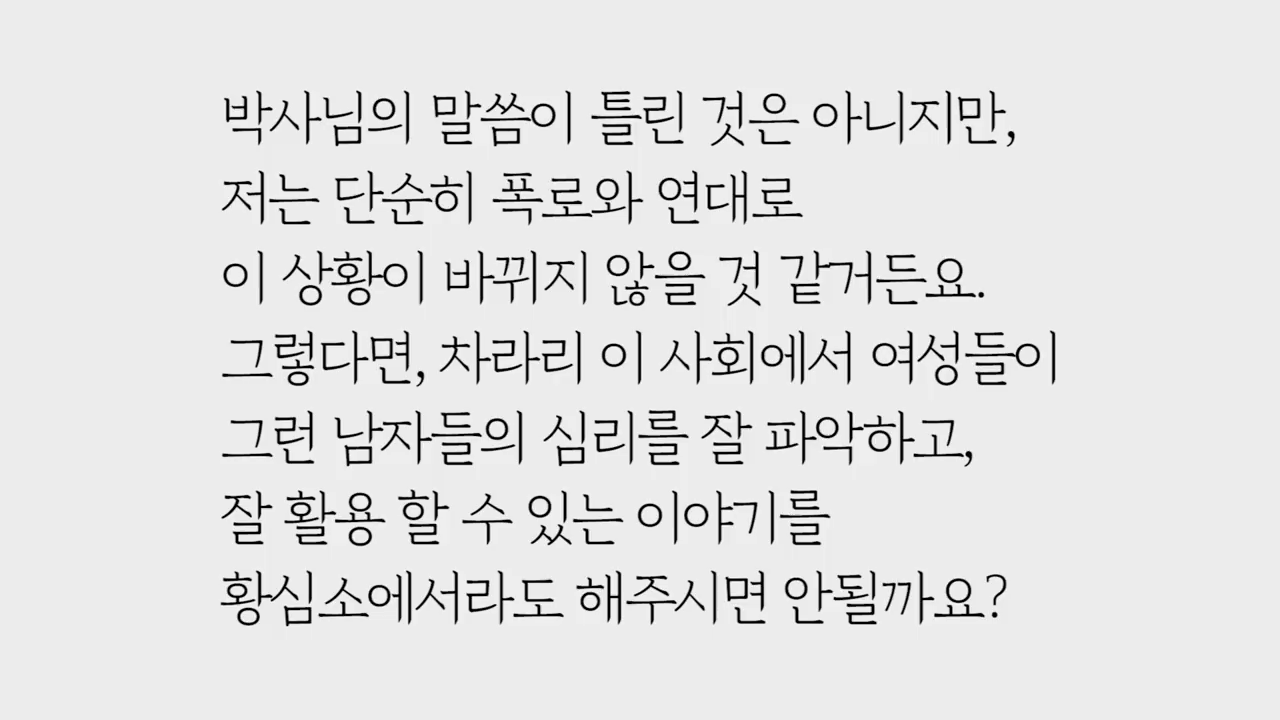 박사님의 말씀이 틀린 것은 아니지만,
저는 단순히 폭로와 연대로
이 상황이 바뀌지 않을 것 같거든요.
그렇다면, 차라리 이 사회에서 여성들이
그런 남자들의 심리를 잘 파악하고,
잘 활용 할 수 있는 이야기를
황심소에서라도 해주시면 안될까요?